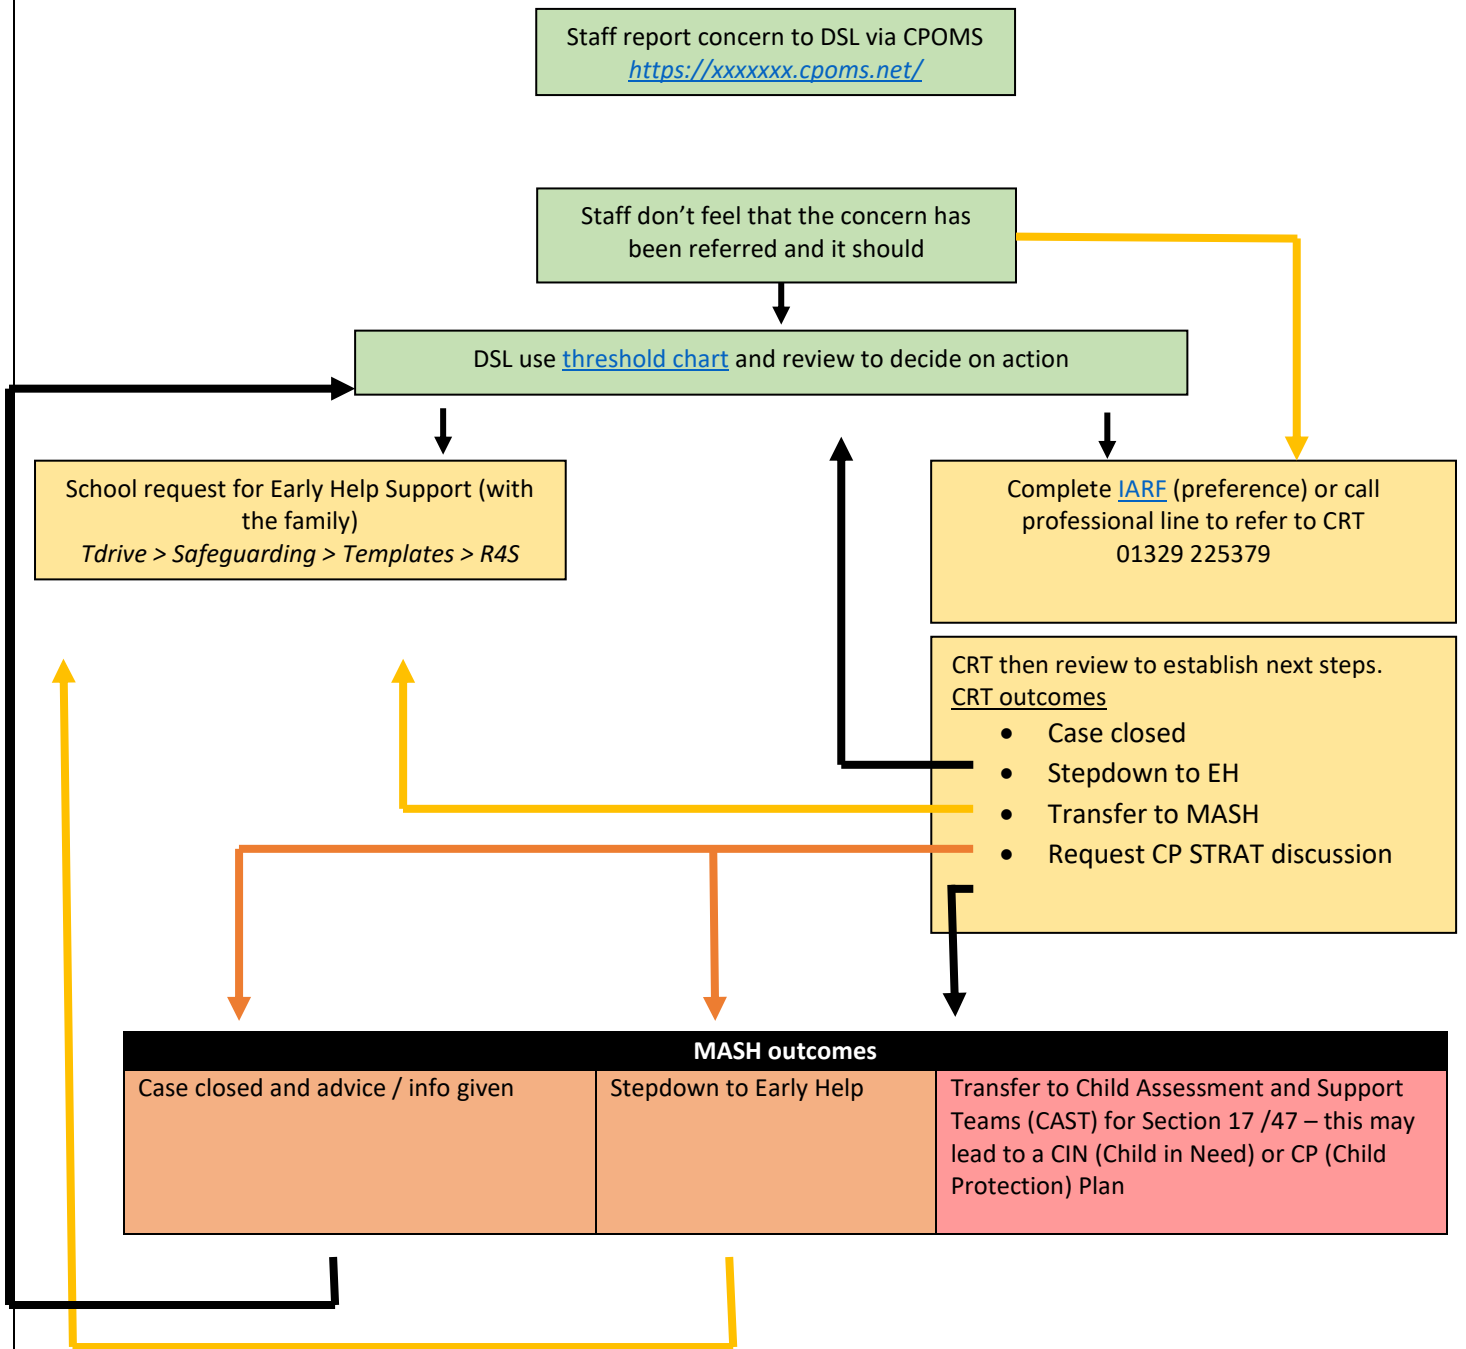 Staff report concern to DSL via CPOMS
https://xxxxxxx.cpoms.net/
Staff don’t feel that the concern has
been referred and it should
DSL use threshold chart and review to decide on action
School request for Early Help Support (with
the family)
Tdrive > Safeguarding > Templates > R4S
Complete IARF (preference) or call
professional line to refer to CRT
01329 225379
CRT then review to establish next steps.
CRT outcomes
• Case closed
• Stepdown to EH
• Transfer to MASH
• Request CP STRAT discussion
MASH outcomes
Case closed and advice / info given
Stepdown to Early Help
Transfer to Child Assessment and Support
Teams (CAST) for Section 17 /47 – this may
lead to a CIN (Child in Need) or CP (Child
Protection) Plan